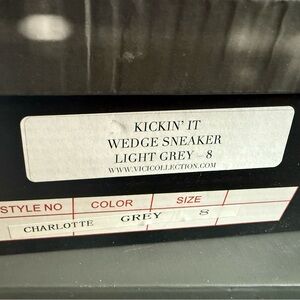 KICKIN' IT
WEDGE SNEAKER
LIGHT GREY - 8
WWW.VICICOLLECTION.COM
STYLE NO COLOR SIZE
CHARLOTTE GREY 8